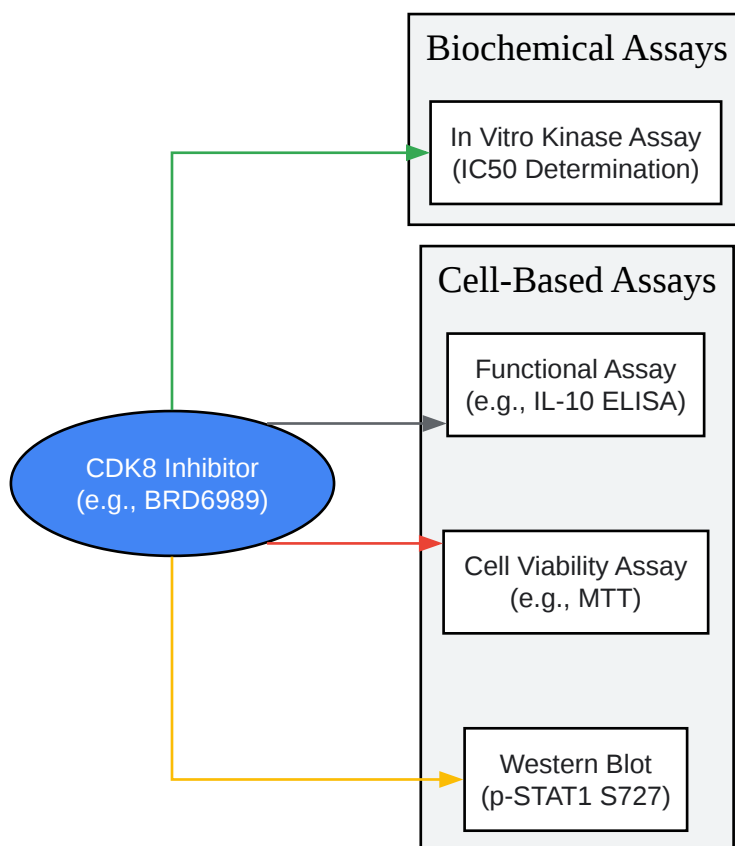 Biochemical Assays
In Vitro Kinase Assay
(IC50 Determination)
Cell-Based Assays
Functional Assay
(e.g., IL-10 ELISA)
CDK8 Inhibitor
(e.g., BRD6989)
Cell Viability Assay
(e.g., MTT)
Western Blot
(p-STAT1 S727)